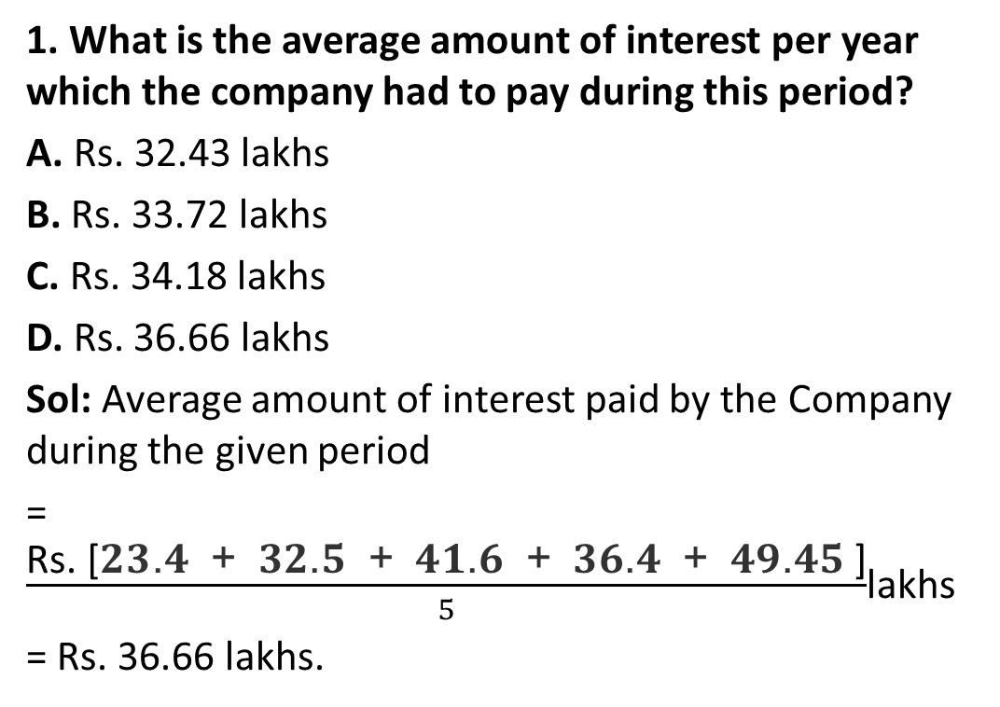 1. What is the average amount of interest per year
which the company had to pay during this period?
A. Rs. 32.43 lakhs
B. Rs. 33.72 lakhs
C. Rs. 34.18 lakhs
D. Rs. 36.66 lakhs
Sol: Average amount of interest paid by the Company
during the given period
=
Rs. [23.4 + 32.5 + 41.6 + 36.4 + 49.45 ]
lakhs
5
= Rs. 36.66 lakhs.